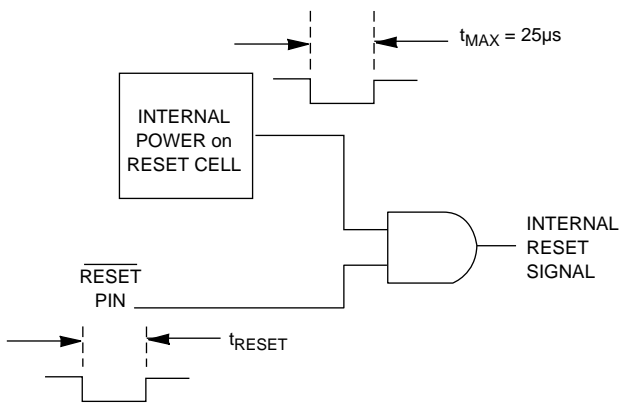 t_MAX = 25µs
INTERNAL
POWER on
RESET CELL
INTERNAL
RESET
SIGNAL
RESET
PIN
t_RESET